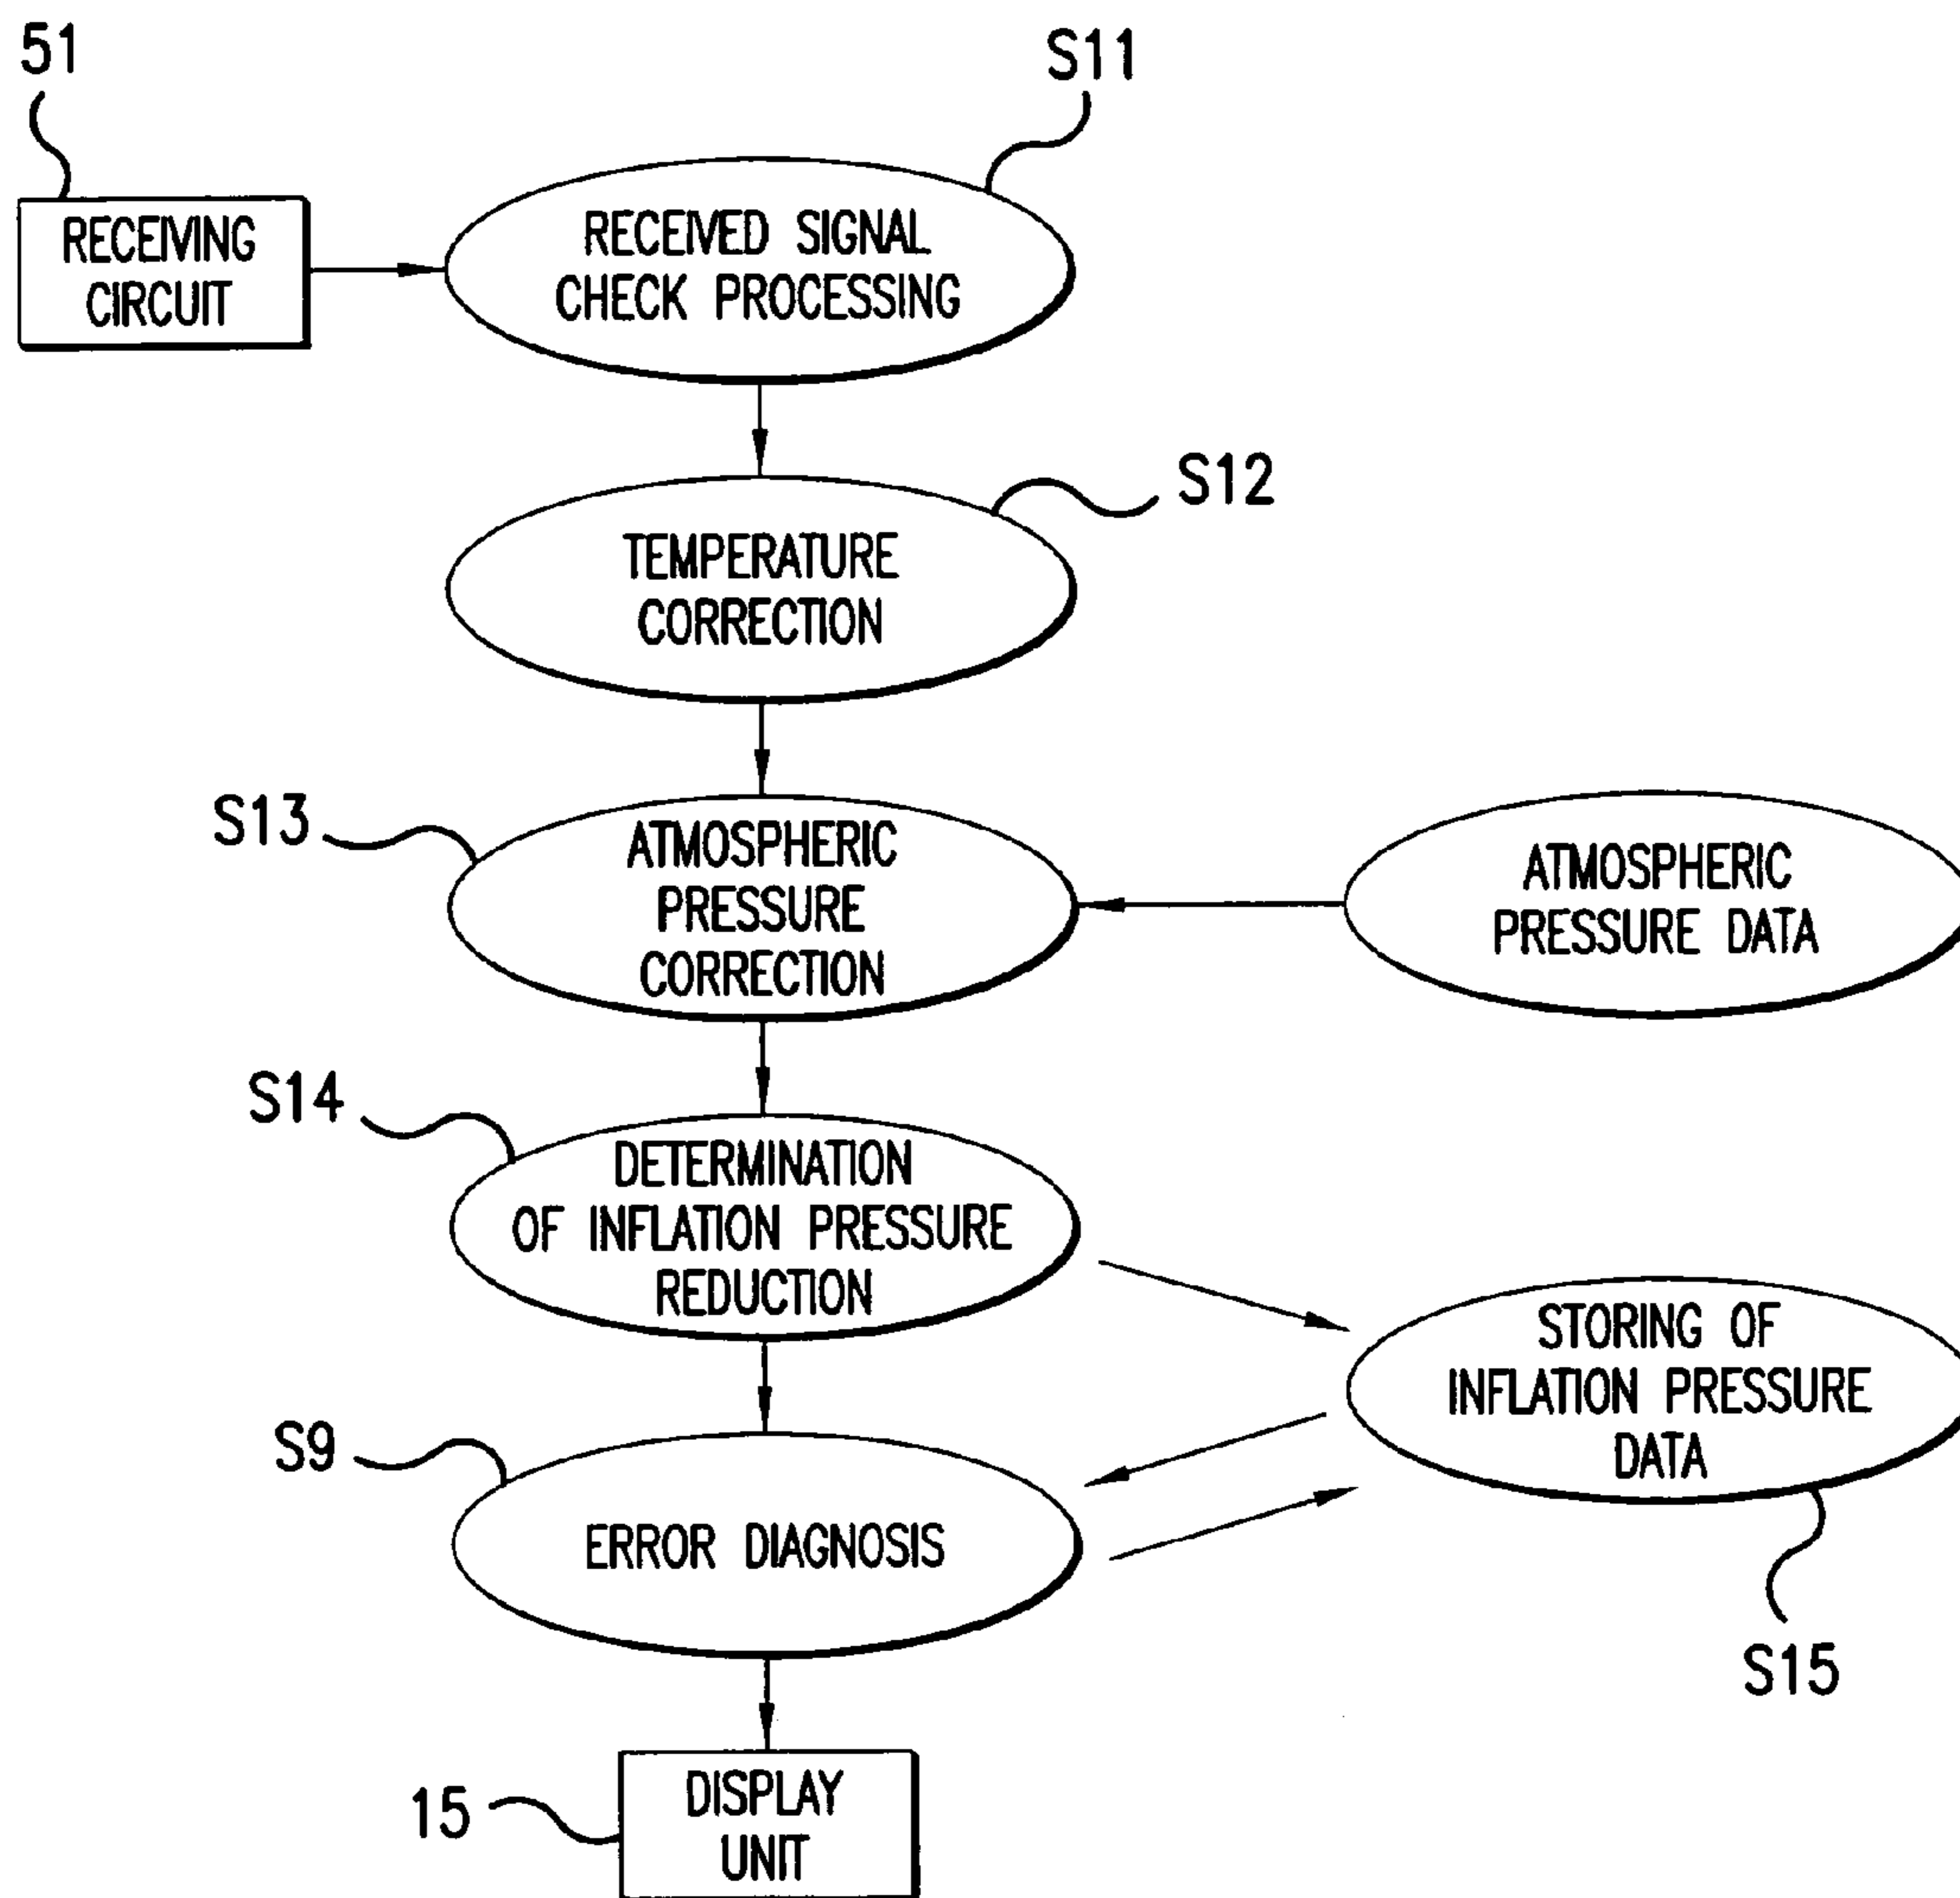 51
S11
RECEIVING
CIRCUIT
RECEIVED SIGNAL
CHECK PROCESSING
S12
TEMPERATURE
CORRECTION
S13
ATMOSPHERIC
PRESSURE
CORRECTION
ATMOSPHERIC
PRESSURE DATA
S14
DETERMINATION
OF INFLATION PRESSURE
REDUCTION
STORING OF
INFLATION PRESSURE
DATA
S9
ERROR DIAGNOSIS
S15
15
DISPLAY
UNIT